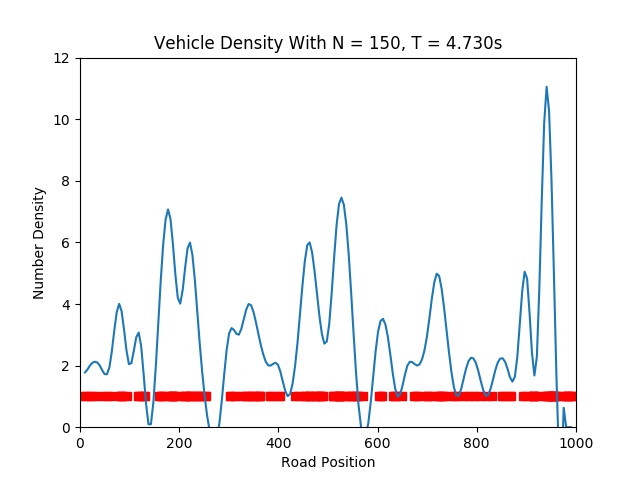 Vehicle Density With N = 150, T = 4.730s
12
10
8
6
4
2
0
Number Density
0 200 400 600 800 1000
Road Position